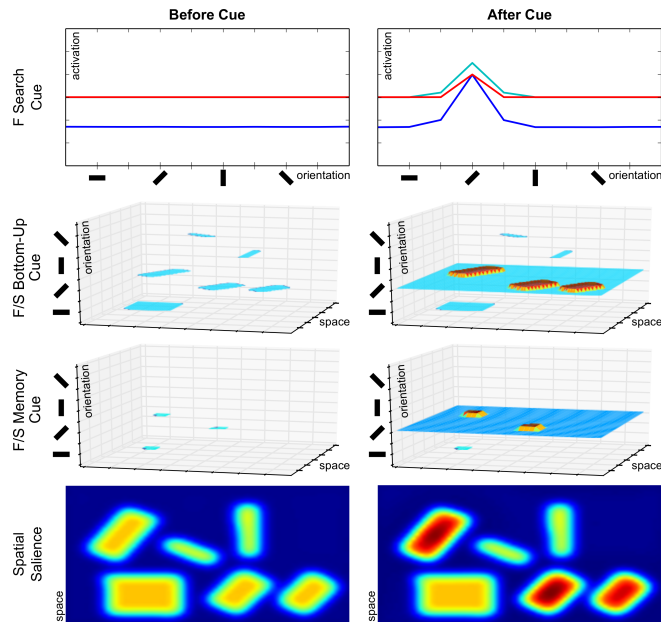 Before Cue
After Cue
F Search
Cue
activation
orientation
activation
orientation
F/S Bottom-Up
Cue
orientation
space
orientation
space
F/S Memory
Cue
orientation
space
orientation
space
Spatial
Salience
space
space